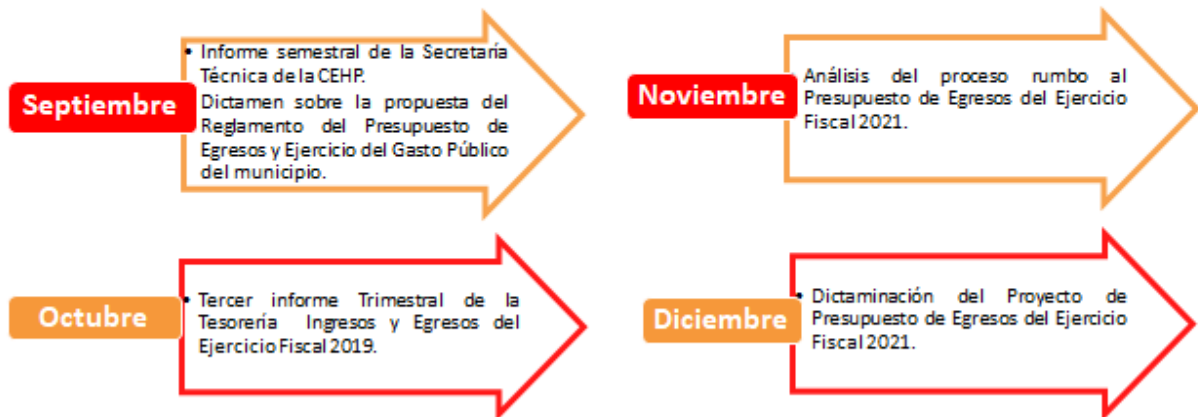 Septiembre
• Informe semestral de la Secretaría
Técnica de la CEHP.
Dictamen sobre la propuesta del
Reglamento del Presupuesto de
Egresos y Ejercicio del Gasto Público
del municipio.
Noviembre
• Análisis del proceso rumbo al
Presupuesto de Egresos del Ejercicio
Fiscal 2021.
Octubre
• Tercer informe Trimestral de la
Tesorería Ingresos y Egresos del
Ejercicio Fiscal 2019.
Diciembre
• Dictaminación del Proyecto de
Presupuesto de Egresos del Ejercicio
Fiscal 2021.